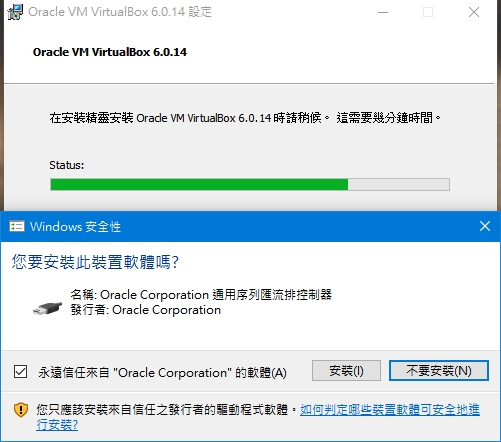 Oracle VM VirtualBox 6.0.14 設定
Oracle VM VirtualBox 6.0.14
在安裝精靈安裝 Oracle VM VirtualBox 6.0.14 時請稍候。 這需要幾分鐘時間。
Status:
Windows 安全性
您要安裝此裝置軟體嗎?
名稱: Oracle Corporation 通用序列匯流排控制器
發行者: Oracle Corporation
永遠信任來自 "Oracle Corporation" 的軟體(A)
安裝(I)
不要安裝(N)
您只應該安裝來自信任之發行者的驅動程式軟體。如何判定哪些裝置軟體可安全地進
行安裝?